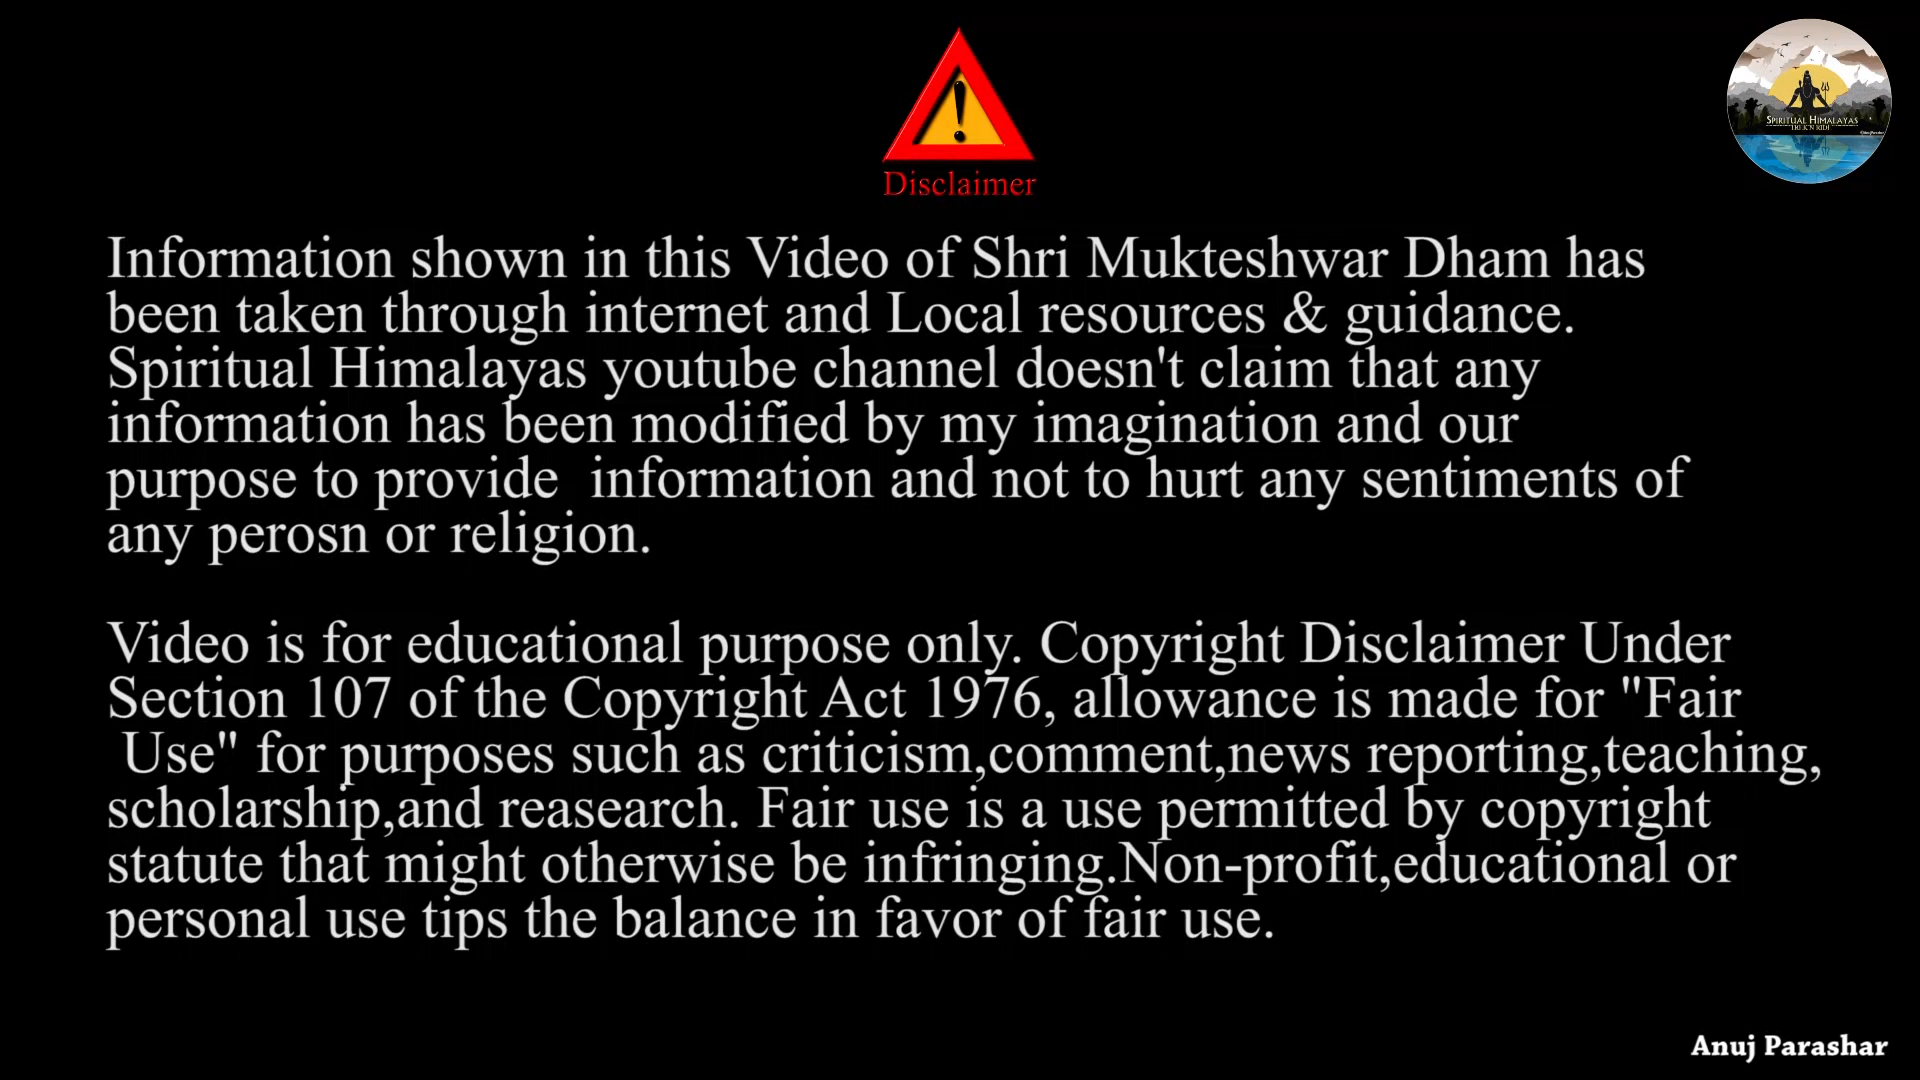 Disclaimer
SPIRITUAL HIMALAYAS
Information shown in this Video of Shri Mukteshwar Dham has
been taken through internet and Local resources & guidance.
Spiritual Himalayas youtube channel doesn't claim that any
information has been modified by my imagination and our
purpose to provide  information and not to hurt any sentiments of
any perosn or religion.
Video is for educational purpose only. Copyright Disclaimer Under
Section 107 of the Copyright Act 1976, allowance is made for "Fair
Use" for purposes such as criticism,comment,news reporting,teaching,
scholarship,and reasearch. Fair use is a use permitted by copyright
statute that might otherwise be infringing.Non-profit,educational or
personal use tips the balance in favor of fair use.
Anuj Parashar